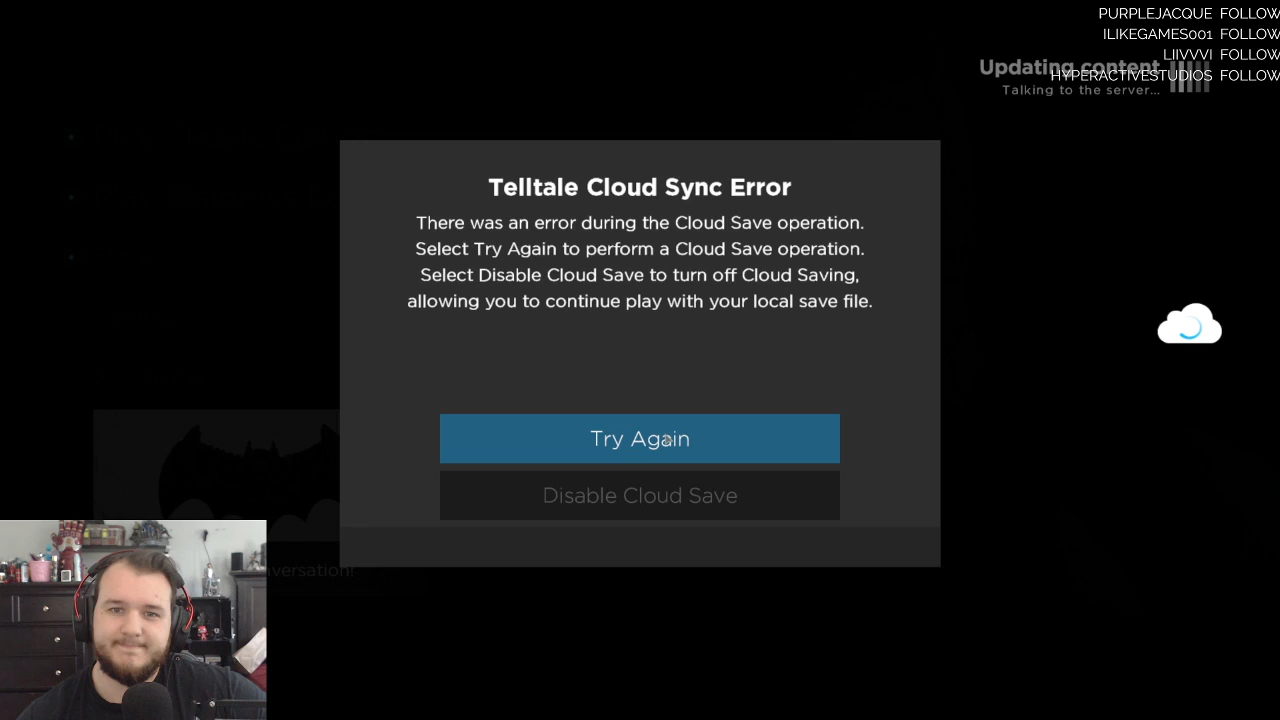 PURPLEJACQUE FOLLOW
ILIKEGAMES001 FOLLOW
LIIVVVI FOLLOW
Updating content
HYPERACTIVESTUDIOS FOLLOW
Talking to the server...
Telltale Cloud Sync Error
There was an error during the Cloud Save operation.
Select Try Again to perform a Cloud Save operation.
Select Disable Cloud Save to turn off Cloud Saving,
allowing you to continue play with your local save file.
Try Again
Disable Cloud Save